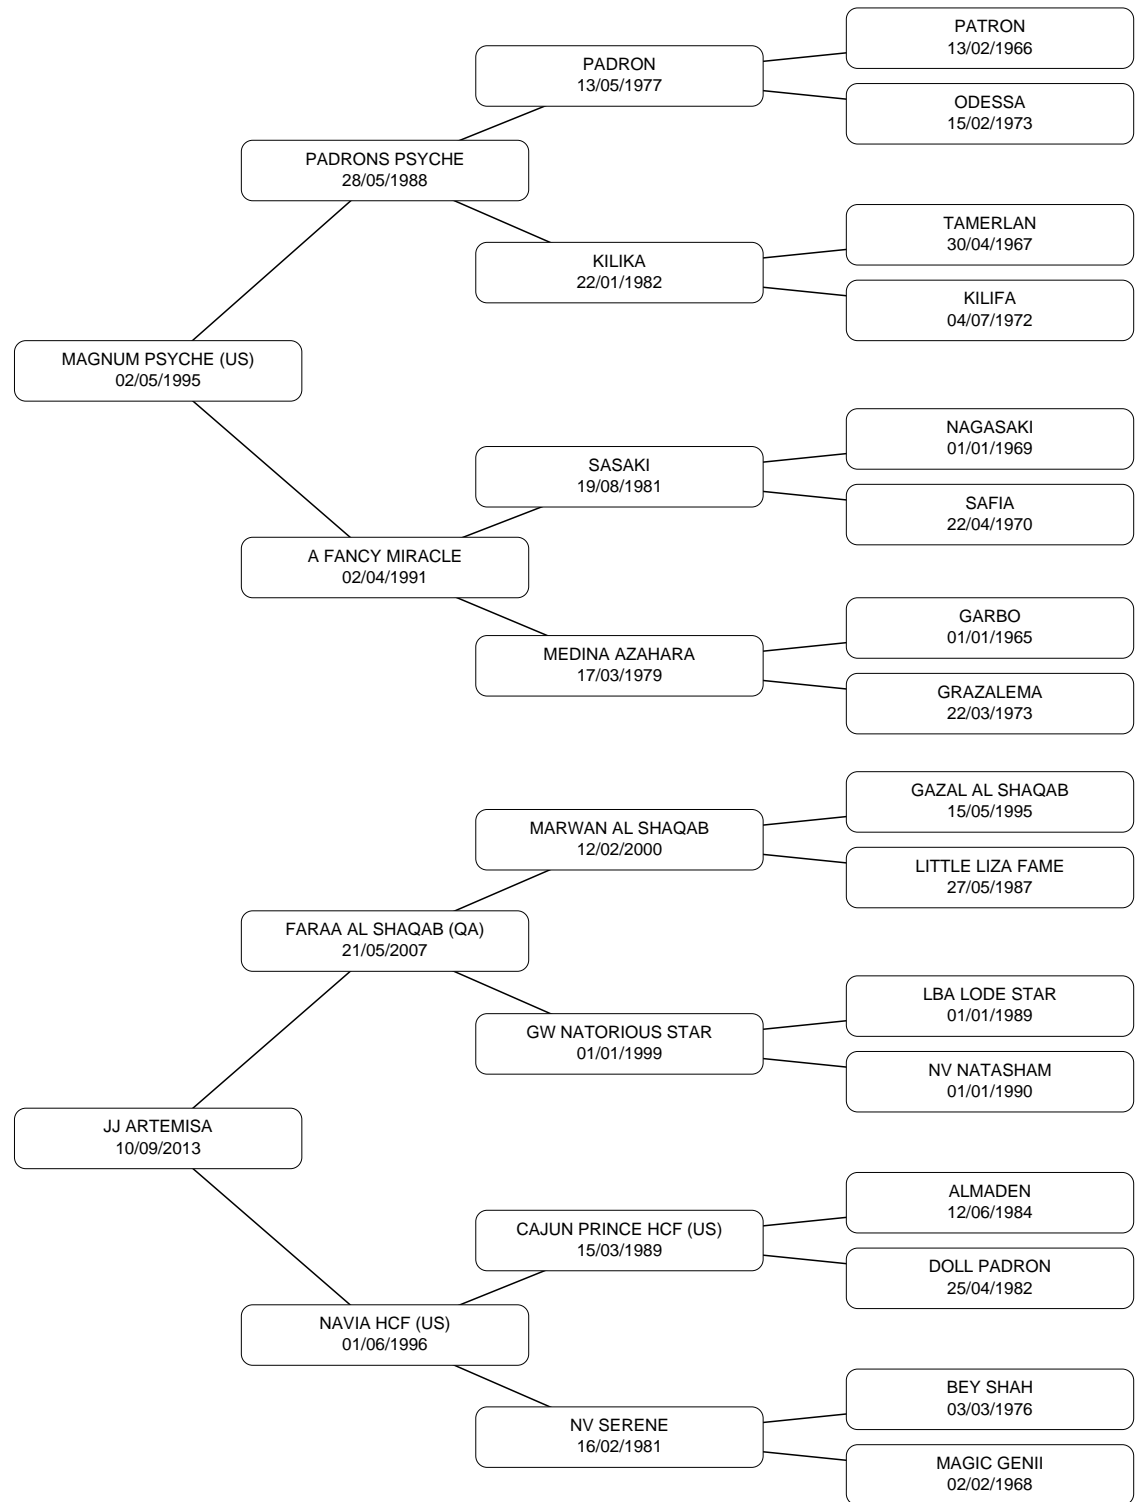 PATRON
13/02/1966
PADRON
13/05/1977
ODESSA
15/02/1973
PADRONS PSYCHE
28/05/1988
TAMERLAN
30/04/1967
KILIKA
22/01/1982
KILIFA
04/07/1972
MAGNUM PSYCHE (US)
02/05/1995
NAGASAKI
01/01/1969
SASAKI
19/08/1981
SAFIA
22/04/1970
A FANCY MIRACLE
02/04/1991
GARBO
01/01/1965
MEDINA AZAHARA
17/03/1979
GRAZALEMA
22/03/1973
GAZAL AL SHAQAB
15/05/1995
MARWAN AL SHAQAB
12/02/2000
LITTLE LIZA FAME
27/05/1987
FARAA AL SHAQAB (QA)
21/05/2007
LBA LODE STAR
01/01/1989
GW NATORIOUS STAR
01/01/1999
NV NATASHAM
01/01/1990
JJ ARTEMISA
10/09/2013
ALMADEN
12/06/1984
CAJUN PRINCE HCF (US)
15/03/1989
DOLL PADRON
25/04/1982
NAVIA HCF (US)
01/06/1996
BEY SHAH
03/03/1976
NV SERENE
16/02/1981
MAGIC GENII
02/02/1968